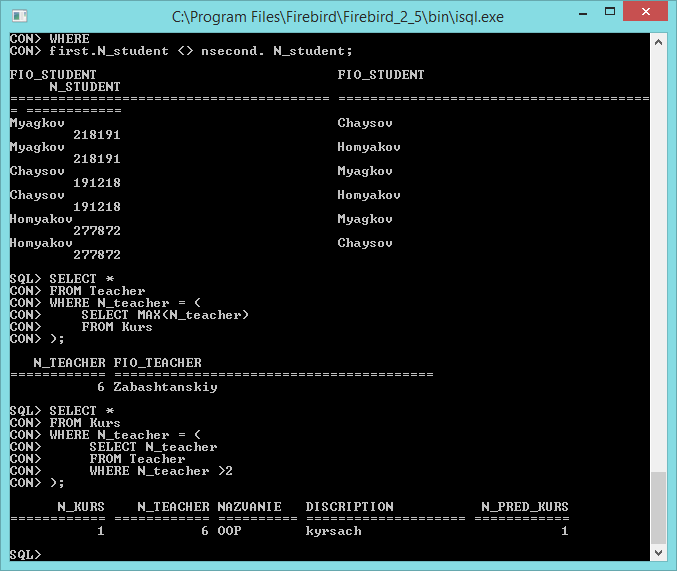 C:\Program Files\Firebird\Firebird_2_5\bin\isql.exe
CON> WHERE
CON> first.N_student <> nsecond. N_student;
FIO_STUDENT                              FIO_STUDENT
     N_STUDENT
======================================== =======================================
= ============
Myagkov                                  Chaysov
        218191
Myagkov                                  Homyakov
        218191
Chaysov                                  Myagkov
        191218
Chaysov                                  Homyakov
        191218
Homyakov                                 Myagkov
        277872
Homyakov                                 Chaysov
        277872
SQL> SELECT *
CON> FROM Teacher
CON> WHERE N_teacher = (
CON>     SELECT MAX(N_teacher)
CON>     FROM Kurs
CON> );
   N_TEACHER FIO_TEACHER
============ ========================================
           6 Zabashtanskiy
SQL> SELECT *
CON> FROM Kurs
CON> WHERE N_teacher = (
CON>      SELECT N_teacher
CON>      FROM Teacher
CON>      WHERE N_teacher >2
CON> );
      N_KURS    N_TEACHER NAZVANIE   DISCRIPTION           N_PRED_KURS
============ ============ ========== ==================== ============
           1            6 OOP        kyrsach                         1
SQL>